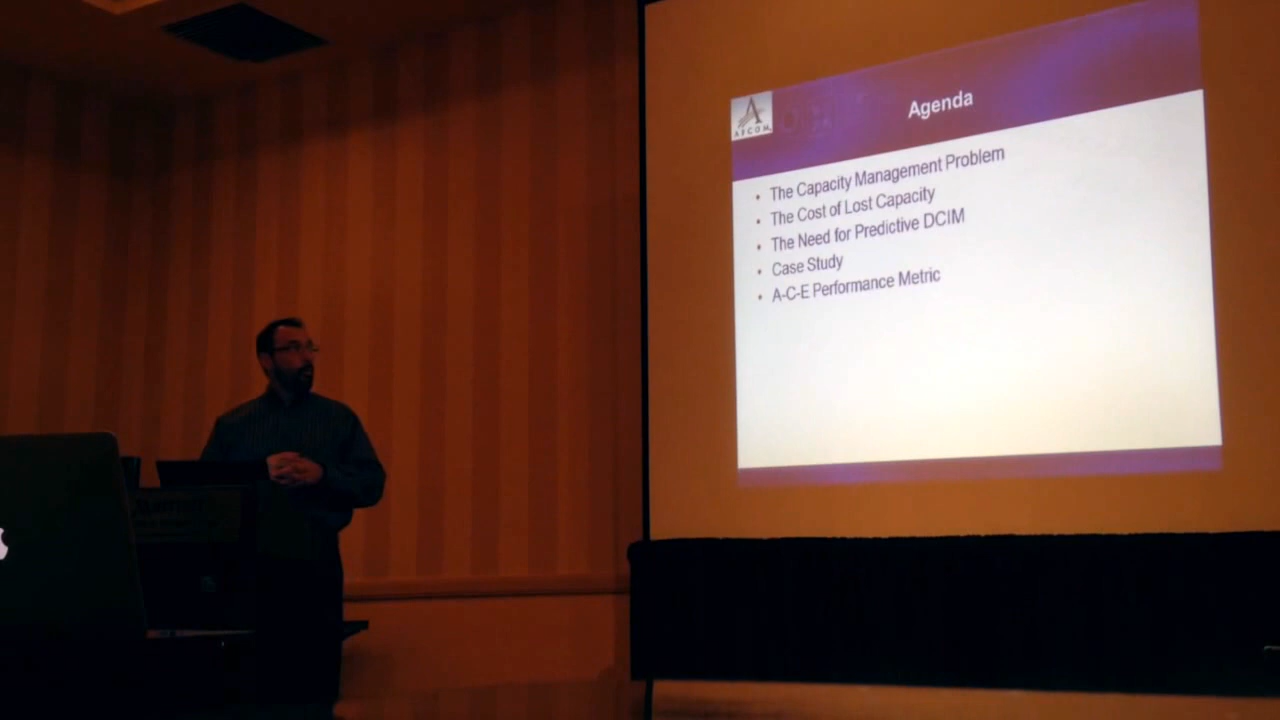 AFCOM
Agenda
• The Capacity Management Problem
• The Cost of Lost Capacity
• The Need for Predictive DCIM
• Case Study
• A-C-E Performance Metric
Marriott